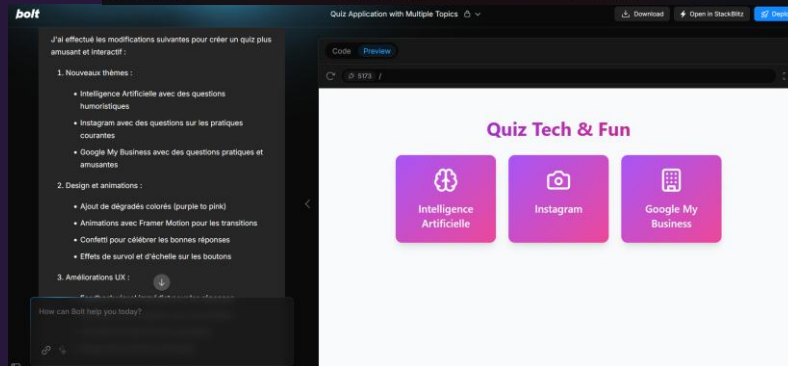 bolt
Quiz Application with Multiple Topics
Download
Open in StackBlitz
J'ai effectué les modifications suivantes pour créer un quiz plus
amusant et interactif :
1. Nouveaux thèmes :
• Intelligence Artificielle avec des questions
humoristiques
• Instagram avec des questions sur les pratiques
courantes
• Google My Business avec des questions pratiques et
amusantes
2. Design et animations :
• Ajout de dégradés colorés (purple to pink)
• Animations avec Framer Motion pour les transitions
• Confetti pour célébrer les bonnes réponses
• Effets de survol et d'échelle sur les boutons
3. Améliorations UX :
How can Bolt help you today?
Code
Preview
5173 /
Quiz Tech & Fun
Intelligence
Artificielle
Instagram
Google My
Business